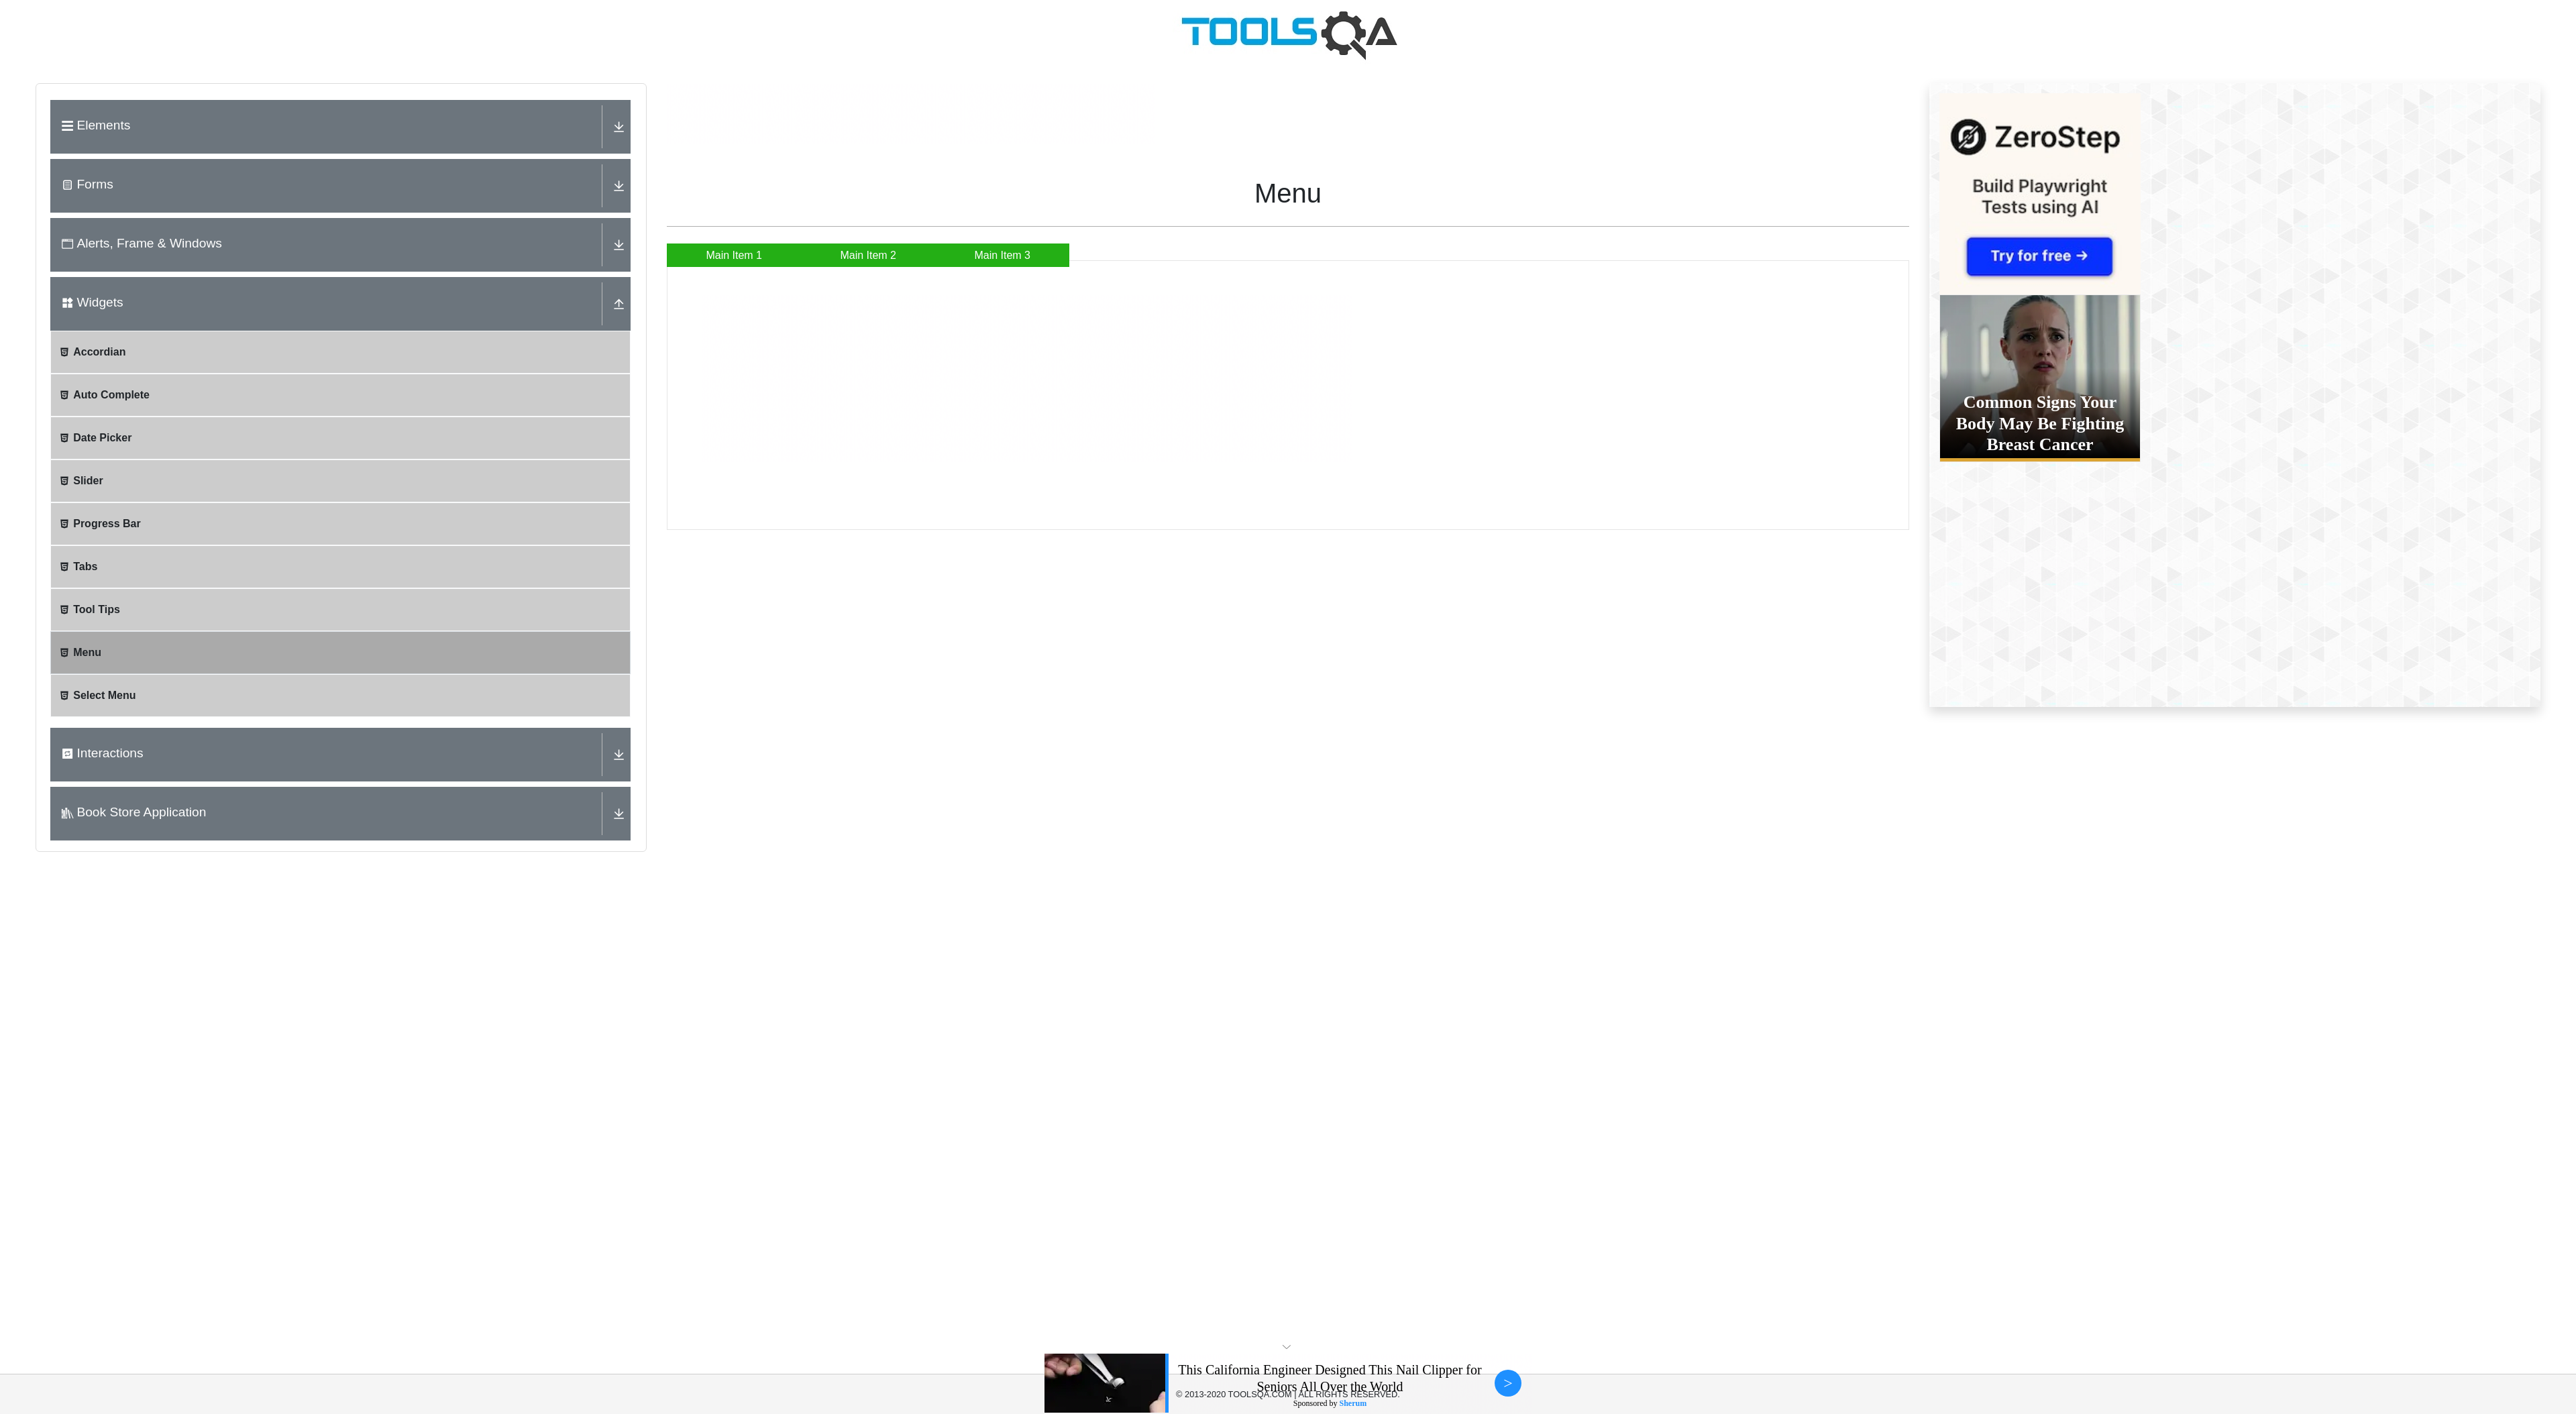 TOOLSQA
Elements
Forms
Alerts, Frame & Windows
Widgets
Accordian
Auto Complete
Date Picker
Slider
Progress Bar
Tabs
Tool Tips
Menu
Select Menu
Interactions
Book Store Application
Menu
Main Item 1
Main Item 2
Main Item 3
ZeroStep
Build Playwright
Tests using AI
Try for free →
Common Signs Your
Body May Be Fighting
Breast Cancer
This California Engineer Designed This Nail Clipper for
Seniors All Over the World
© 2013-2020 TOOLSQA.COM | ALL RIGHTS RESERVED.
Sponsored by Sherum
>